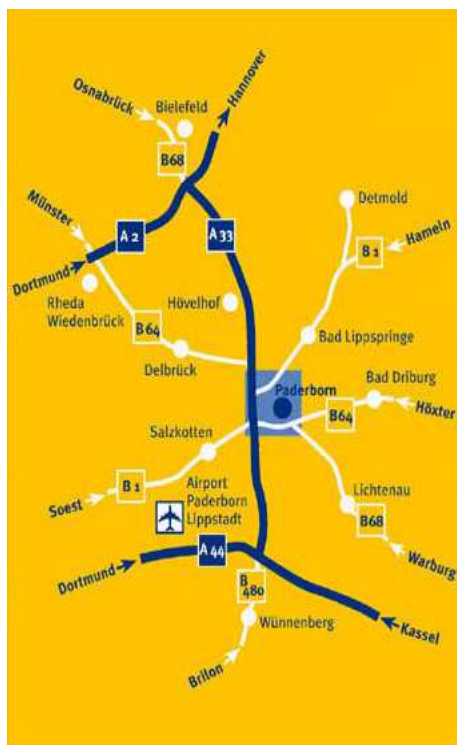 Osnabrück
Bielefeld
Hannover
B68
Münster
Detmold
A 2
A 33
B 1
Hameln
Dortmund
Rheda
Wiedenbrück
Hövelhof
B 64
Bad Lippspringe
Delbrück
Paderborn
Bad Driburg
B64
Höxter
Salzkotten
B 1
Soest
Airport
Paderborn
Lippstadt
Lichtenau
B68
Warburg
Dortmund
A 44
B
480
Wünnenberg
Kassel
Brilon